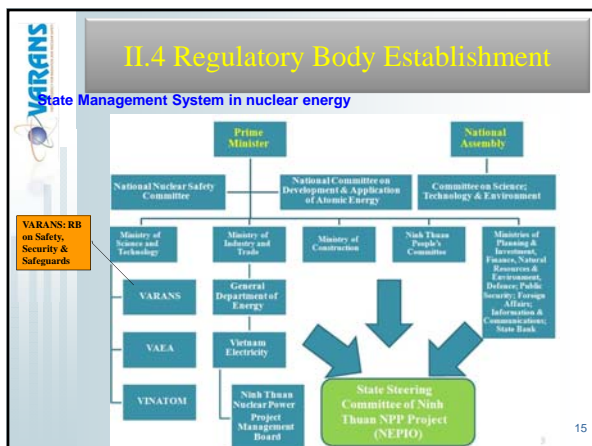 VARANS
II.4 Regulatory Body Establishment
State Management System in nuclear energy
Prime
Minister
National
Assembly
National Nuclear Safety
Committee
National Committee on
Development & Application
of Atomic Energy
Committee on Science;
Technology & Environment
VARANS: RB
on Safety,
Security &
Safeguards
Ministry of
Science and
Technology
Ministry of
Industry and
Trade
Ministry of
Construction
Ninh Thuan
People's
Committee
Ministries of
Planning &
Investment,
Finance, Natural
Resources &
Environment,
Defence; Public
Security; Foreign
Affairs;
Information &
Communications;
State Bank
VARANS
General
Department of
Energy
VAEA
Vietnam
Electricity
VINATOM
Ninh Thuan
Nuclear Power
Project
Management
Board
State Steering
Committee of Ninh
Thuan NPP Project
(NEPIO)
15